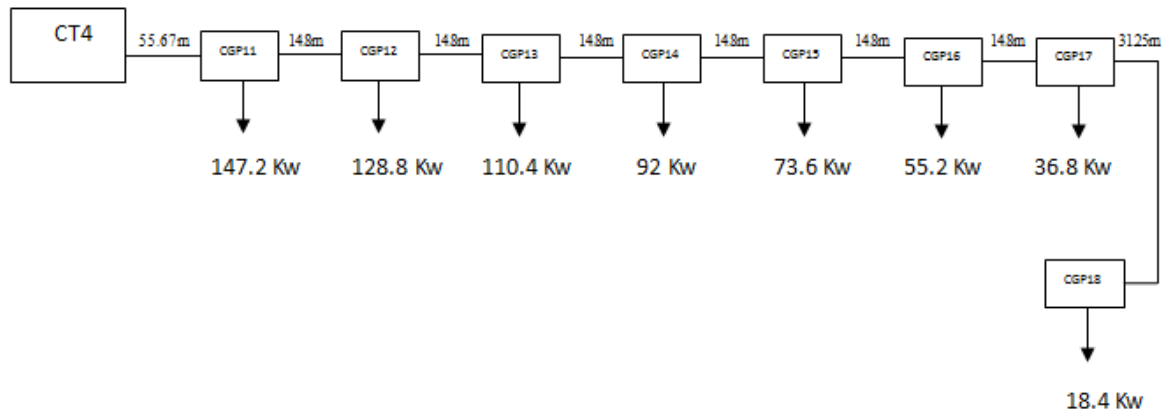 CT4
55.67m
CGP11
148m
CGP12
148m
CGP13
148m
CGP14
148m
CGP15
148m
CGP16
148m
CGP17
3125m
147.2 Kw
128.8 Kw
110.4 Kw
92 Kw
73.6 Kw
55.2 Kw
36.8 Kw
CGP18
18.4 Kw